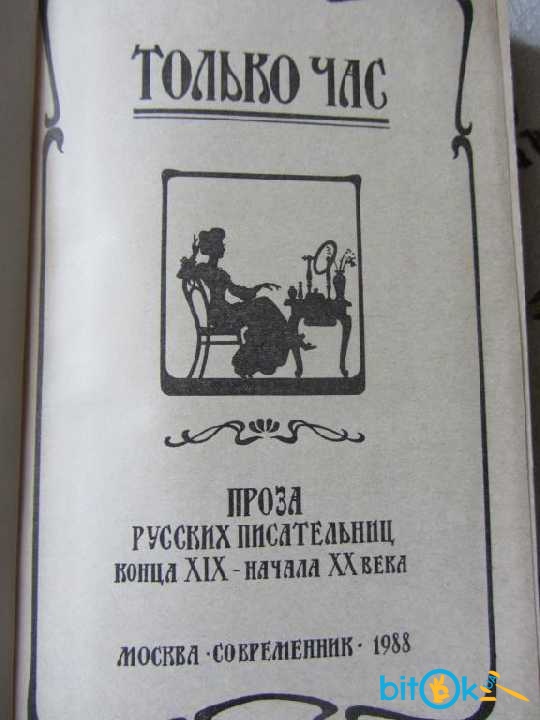 ТОЛЬКО ЧАС
ПРОЗА
РУССКИХ ПИСАТЕЛЬНИЦ
КОНЦА XIX - НАЧАЛА XX ВЕКА
МОСКВА · СОВРЕМЕННИК · 1988
bitok